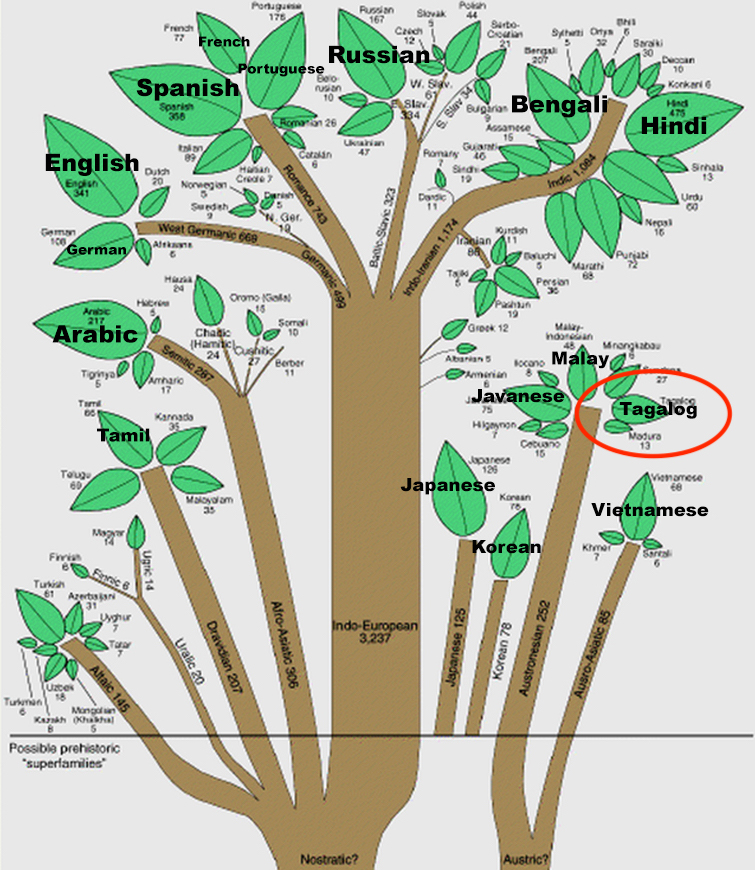 Portuguese
176
French
77
French
Portuguese
Spanish
Spanish
358
Romanian 26
Italian
89
Catalán
6
Haitian
Creole 7
Romance 743
Russian
167
Russian
Czech
12
Slovak
5
Polish
44
Serbo-
Croatian
21
Belo-
rusian
10
W. Slav.
61
E. Slav.
334
S. Slav 34
Bulgarian
9
Ukrainian
47
Baltic-Slavic 323
Bengali
207
Sylhetti
5
Oriya
32
Bhili
6
Saraiki
30
Deccan
10
Konkani 6
Bengali
Hindi
475
Hindi
Assamese
15
Gujarati
46
Sindhi
19
Sinhala
13
Urdu
60
Nepali
16
Punjabi
72
Marathi
68
Indic 1,084
Romany
7
Dardic
11
Indo-Iranian 1,174
Iranian
86
Kurdish
11
Baluchi
5
Persian
36
Pashtun
19
Tajiki
5
English
English
341
Dutch
20
German
108
German
Afrikaans
6
West Germanic 668
Norwegian
5
Swedish
9
Danish
5
N. Ger.
19
Germanic 499
Greek 12
Albanian 5
Armenian
6
Arabic
217
Arabic
Hebrew
5
Tigrinya
5
Amharic
17
Semitic 287
Hausa
24
Chadic
(Hamitic)
24
Oromo (Galla)
15
Somali
10
Cushitic
27
Berber
11
Afro-Asiatic 306
Tamil
66
Tamil
Kannada
35
Telugu
69
Malayalam
35
Dravidian 207
Magyar
14
Ugric 14
Finnish
6
Finnic 6
Uralic 20
Turkish
61
Azerbaijani
31
Uyghur
7
Tatar
7
Uzbek
18
Mongolian
(Khalkha)
5
Turkmen
6
Kazakh
8
Altaic 145
Indo-European
3,237
Malay-
Indonesian
48
Malay
Minangkabau
6
27
Ilocano
8
Javanese
75
Tagalog
Tagalog
Madura
13
Hilgaynon
7
Cebuano
15
Austronesian 252
Japanese
126
Japanese
Japanese 125
Korean
78
Korean
Korean 78
Vietnamese
68
Vietnamese
Khmer
7
Santali
6
Ausro-Asiatic 85
Possible prehistoric
"superfamilies"
Nostratic?
Austric?